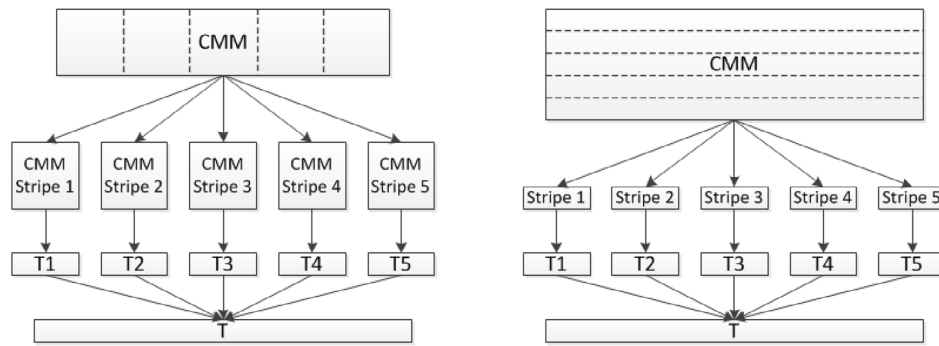 CMM
CMM
Stripe 1
CMM
Stripe 2
CMM
Stripe 3
CMM
Stripe 4
CMM
Stripe 5
T1
T2
T3
T4
T5
T
CMM
Stripe 1
Stripe 2
Stripe 3
Stripe 4
Stripe 5
T1
T2
T3
T4
T5
T